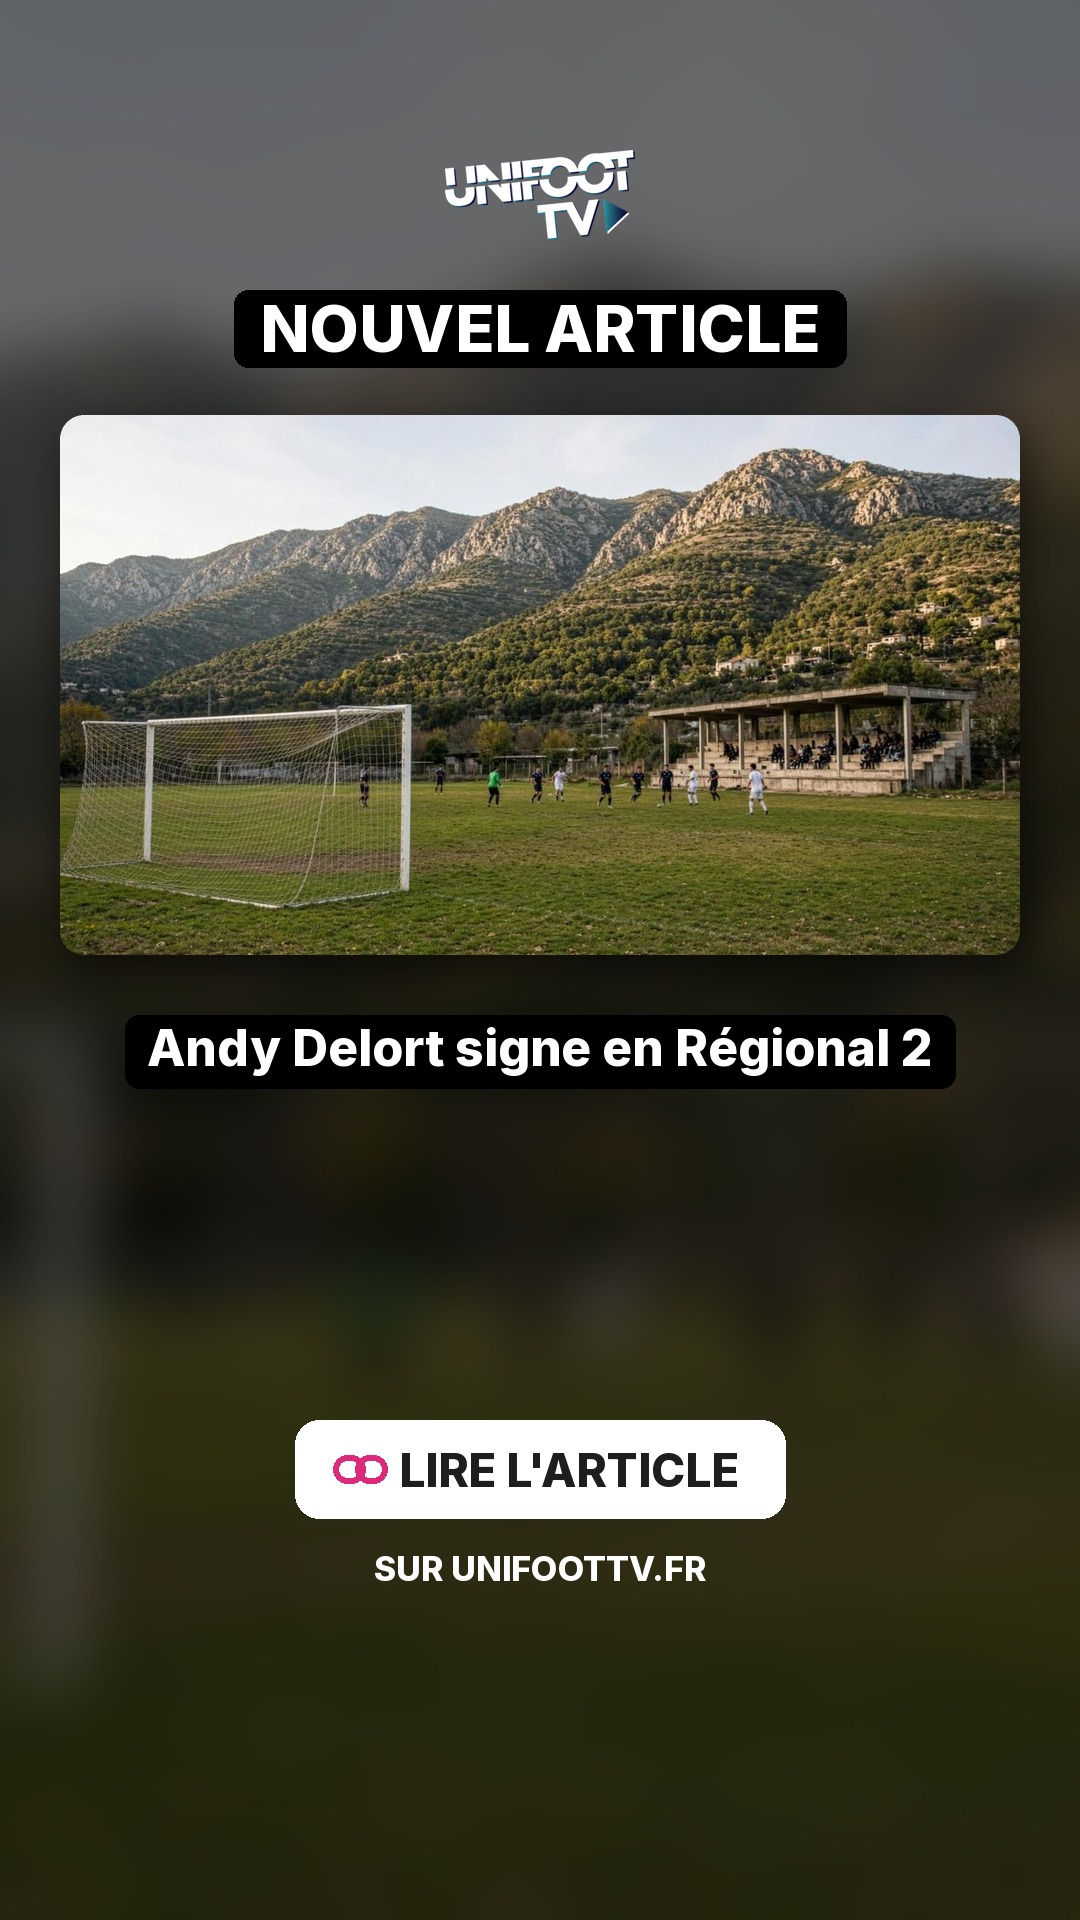 UNIFOOT
TV
NOUVEL ARTICLE
Andy Delort signe en Régional 2
LIRE L'ARTICLE
SUR UNIFOOTTV.FR